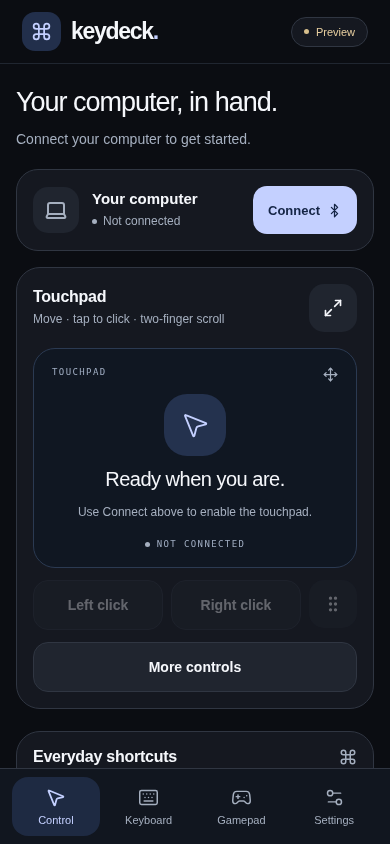 keydeck.
Preview
Your computer, in hand.
Connect your computer to get started.
Your computer
Not connected
Connect
Touchpad
Move · tap to click · two-finger scroll
TOUCHPAD
Ready when you are.
Use Connect above to enable the touchpad.
NOT CONNECTED
Left click
Right click
More controls
Everyday shortcuts
Control
Keyboard
Gamepad
Settings